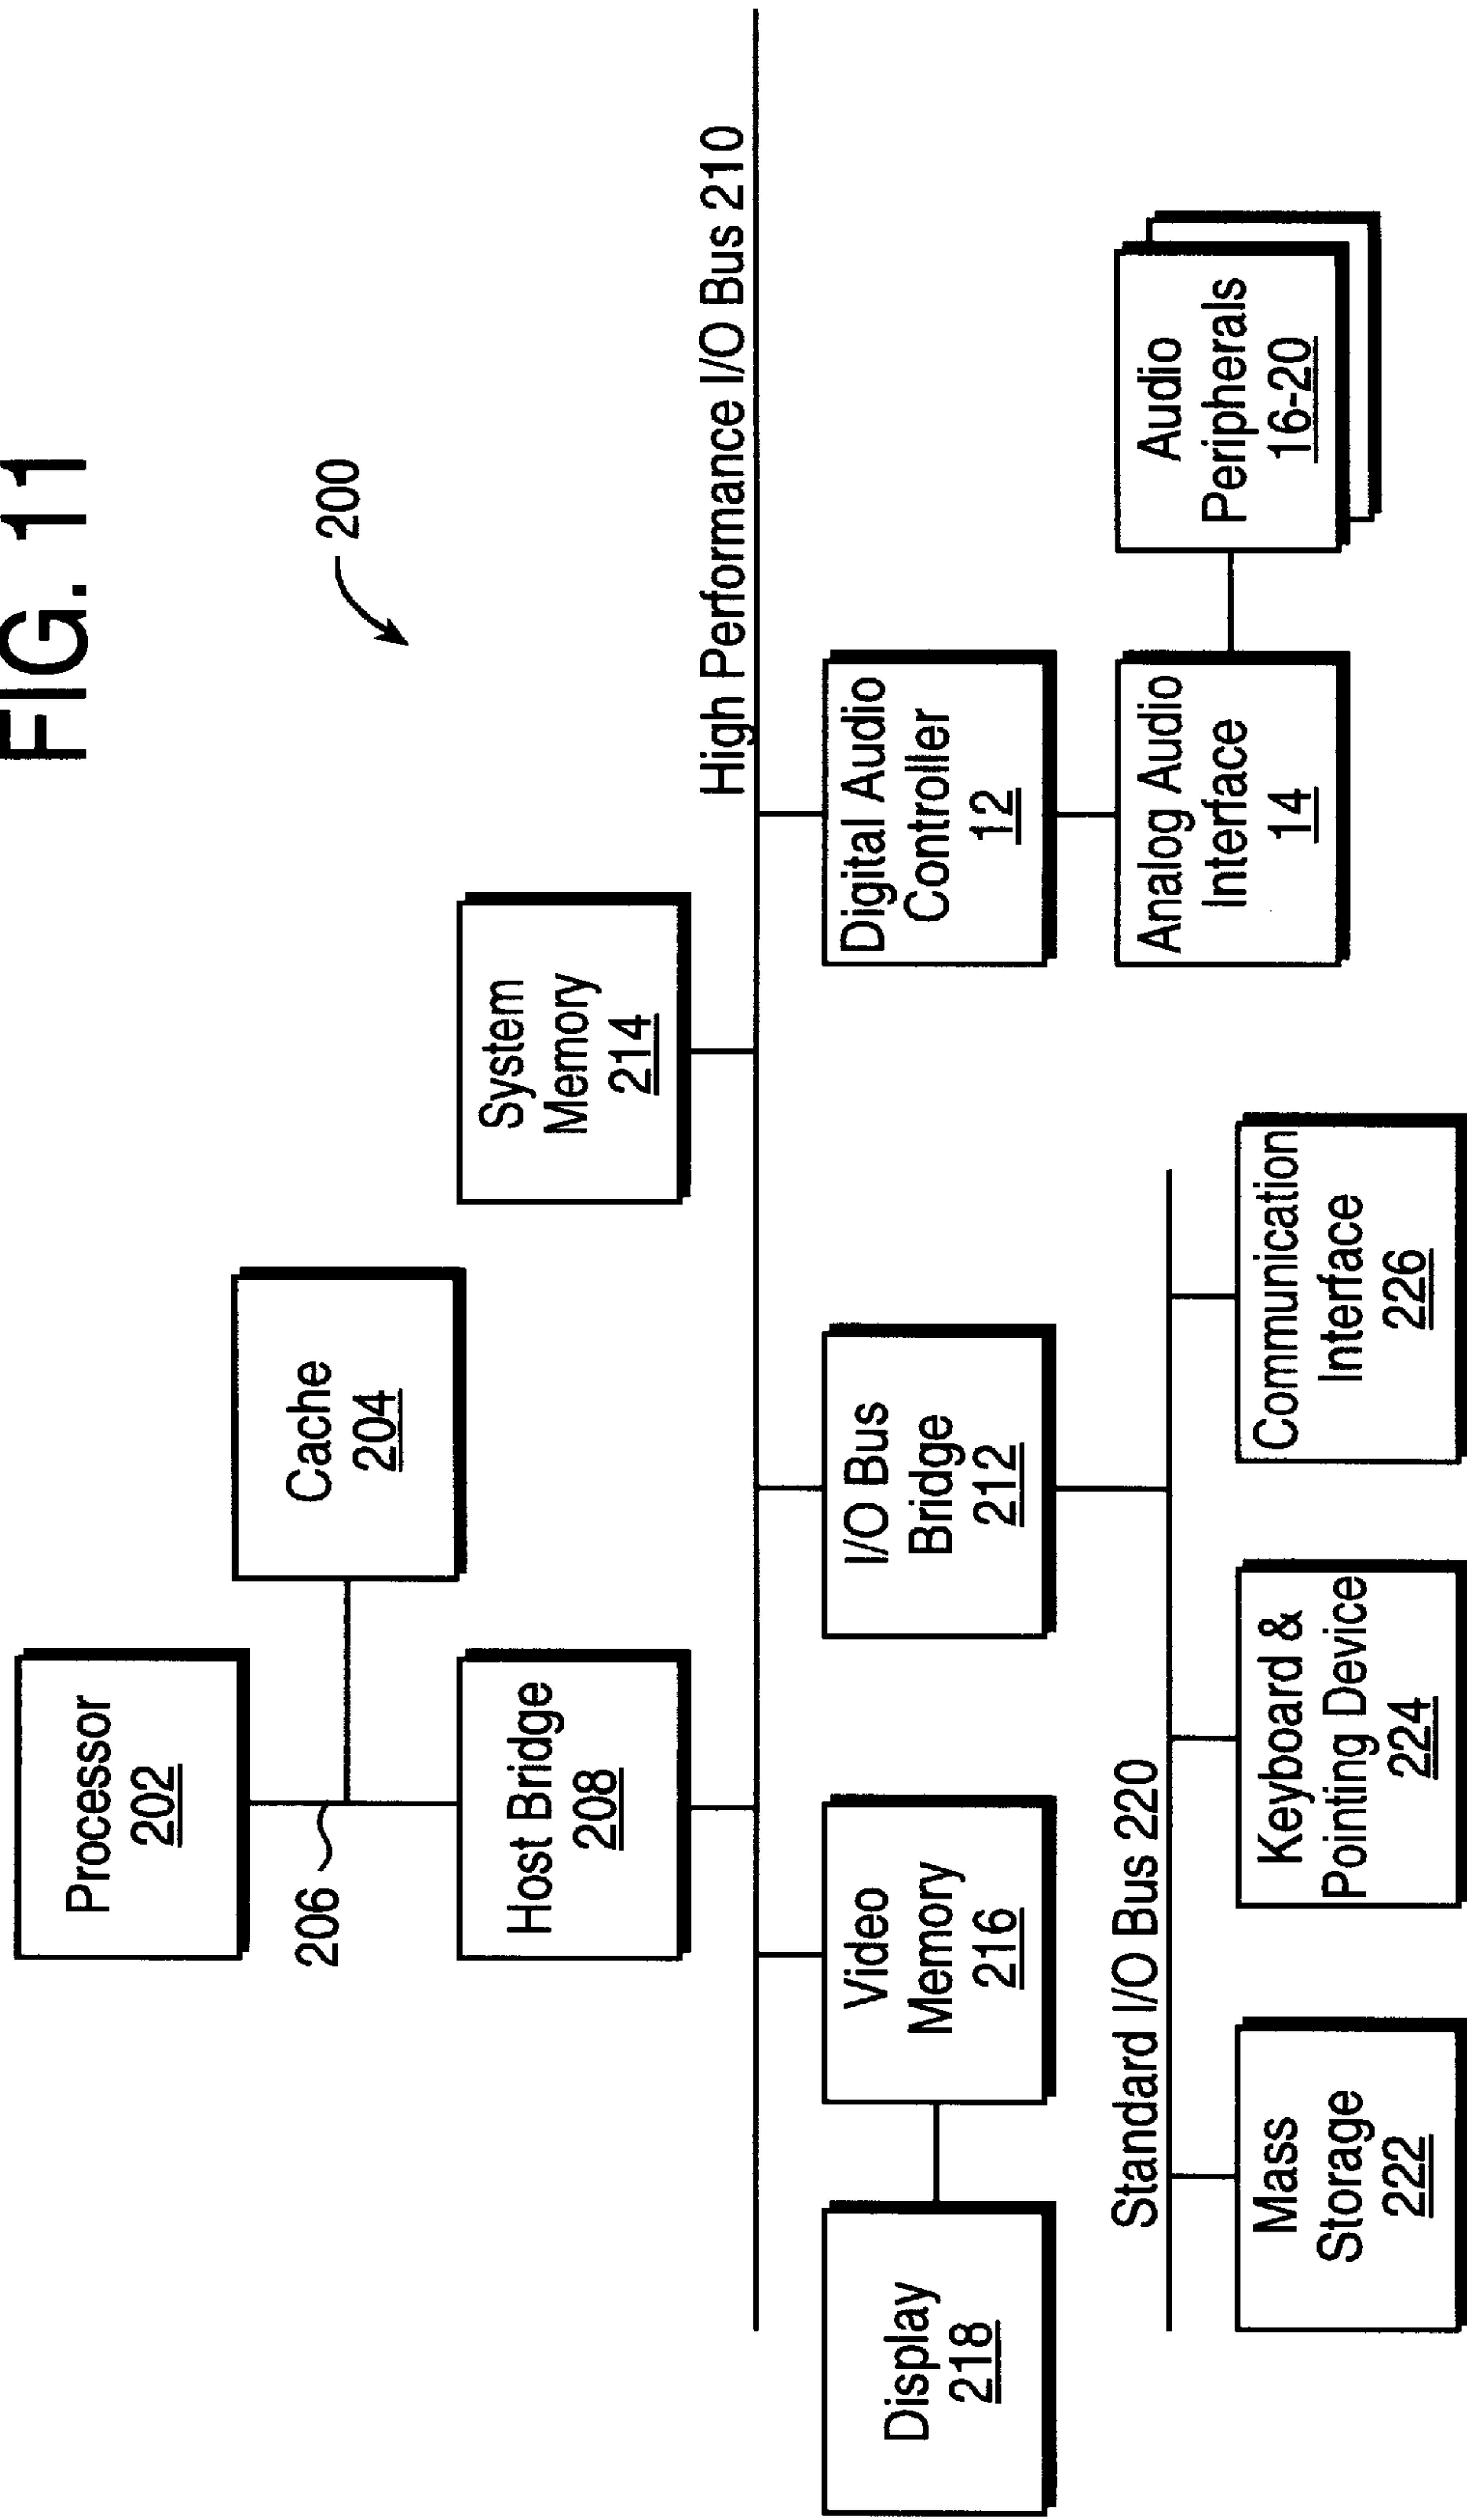 FIG. 11
200
Processor
202
Cache
204
206
Host Bridge
208
System
Memory
214
High Performance I/O Bus 210
Display
218
Video
Memory
216
I/O Bus
Bridge
212
Digital Audio
Controller
12
Standard I/O Bus 220
Analog Audio
Interface
14
Audio
Peripherals
16-20
Mass
Storage
222
Keyboard &
Pointing Device
224
Communication
Interface
226